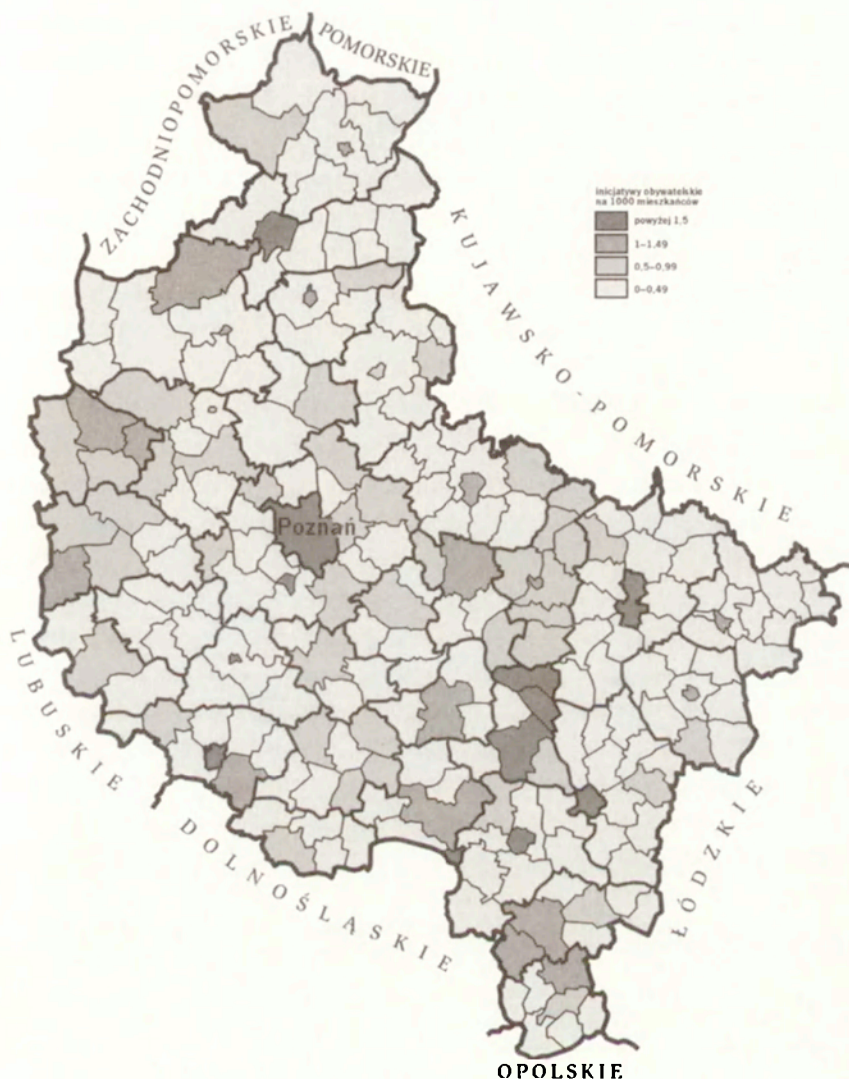 ZACHODNIOPOMORSKIE
POMORSKIE
inicjatywy obywatelskie
na 1000 mieszkańców
powyżej 1,5
1–1,49
0,5–0,99
0–0,49
KUJAWSKO-POMORSKIE
Poznań
LUBUSKIE
DOLNOŚLĄSKIE
ŁÓDZKIE
OPOLSKIE